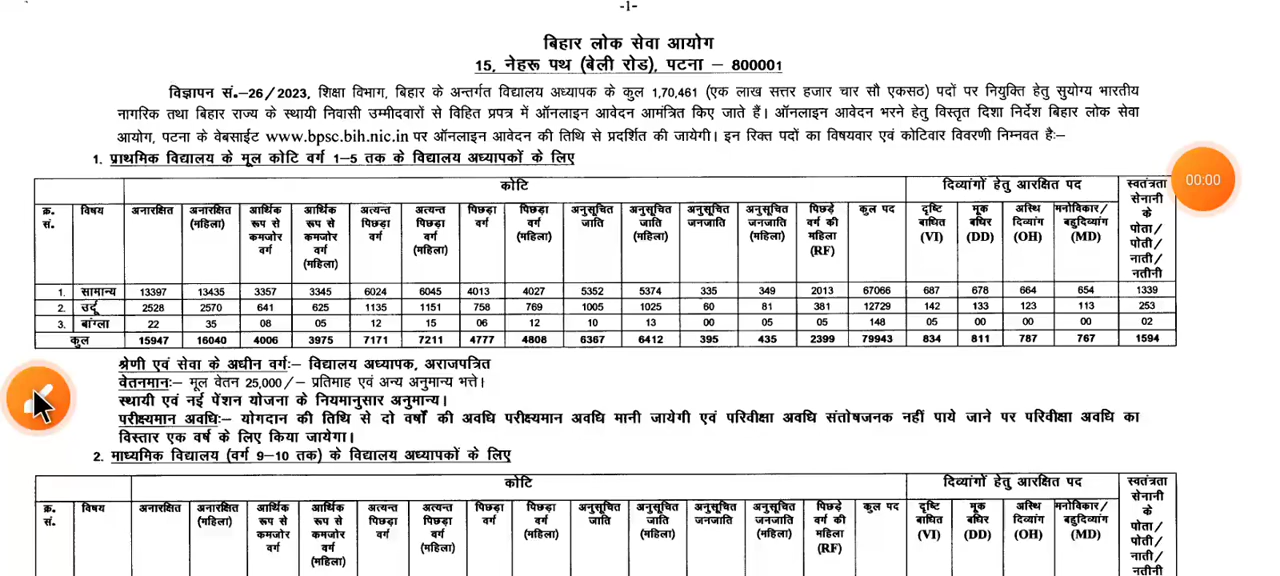 -1-
बिहार लोक सेवा आयोग
15, नेहरू पथ (बेली रोड), पटना – 800001
विज्ञापन सं.–26/2023, शिक्षा विभाग, बिहार के अन्तर्गत विद्यालय अध्यापक के कुल 1,70,461 (एक लाख सत्तर हजार चार सौ एकसठ) पदों पर नियुक्ति हेतु सुयोग्य भारतीय
नागरिक तथा बिहार राज्य के स्थायी निवासी उम्मीदवारों से विहित प्रपत्र में ऑनलाइन आवेदन आमंत्रित किए जाते हैं। ऑनलाइन आवेदन भरने हेतु विस्तृत दिशा निर्देश बिहार लोक सेवा
आयोग, पटना के वेबसाईट www.bpsc.bih.nic.in पर ऑनलाइन आवेदन की तिथि से प्रदर्शित की जायेगी। इन रिक्त पदों का विषयवार एवं कोटिवार विवरणी निम्नवत है:–
1. प्राथमिक विद्यालय के मूल कोटि वर्ग 1–5 तक के विद्यालय अध्यापकों के लिए
कोटि दिव्यांगों हेतु आरक्षित पद स्वतंत्रता सेनानी के पोता/ पोती/ नाती/ नतीनी
क्र. सं. विषय अनारक्षित अनारक्षित (महिला) आर्थिक रूप से कमजोर वर्ग आर्थिक रूप से कमजोर वर्ग (महिला) अत्यन्त पिछड़ा वर्ग अत्यन्त पिछड़ा वर्ग (महिला) पिछड़ा वर्ग पिछड़ा वर्ग (महिला) अनुसूचित जाति अनुसूचित जाति (महिला) अनुसूचित जनजाति अनुसूचित जनजाति (महिला) पिछड़े वर्ग की महिला (RF) कुल पद दृष्टि बाधित (VI) मूक बधिर (DD) अस्थि दिव्यांग (OH) मनोविकार/ बहुदिव्यांग (MD)
1. सामान्य 13397 13435 3357 3345 6024 6045 4013 4027 5352 5374 335 349 2013 67066 687 678 664 654 1339
2. उर्दू 2528 2570 641 625 1135 1151 758 769 1005 1025 60 81 381 12729 142 133 123 113 253
3. बांग्ला 22 35 08 05 12 15 06 12 10 13 00 05 05 148 05 00 00 00 02
कुल 15947 16040 4006 3975 7171 7211 4777 4808 6367 6412 395 435 2399 79943 834 811 787 767 1594
श्रेणी एवं सेवा के अधीन वर्ग:– विद्यालय अध्यापक, अराजपत्रित
वेतनमान:– मूल वेतन 25,000/– प्रतिमाह एवं अन्य अनुमान्य भत्ते।
स्थायी एवं नई पेंशन योजना के नियमानुसार अनुमान्य।
परीक्ष्यमान अवधि:– योगदान की तिथि से दो वर्षों की अवधि परीक्ष्यमान अवधि मानी जायेगी एवं परिवीक्षा अवधि संतोषजनक नहीं पाये जाने पर परिवीक्षा अवधि का
विस्तार एक वर्ष के लिए किया जायेगा।
2. माध्यमिक विद्यालय (वर्ग 9–10 तक) के विद्यालय अध्यापकों के लिए
कोटि दिव्यांगों हेतु आरक्षित पद स्वतंत्रता सेनानी के पोता/ पोती/ नाती/ नतीनी
क्र. सं. विषय अनारक्षित अनारक्षित (महिला) आर्थिक रूप से कमजोर वर्ग आर्थिक रूप से कमजोर वर्ग (महिला) अत्यन्त पिछड़ा वर्ग अत्यन्त पिछड़ा वर्ग (महिला) पिछड़ा वर्ग पिछड़ा वर्ग (महिला) अनुसूचित जाति अनुसूचित जाति (महिला) अनुसूचित जनजाति अनुसूचित जनजाति (महिला) पिछड़े वर्ग की महिला (RF) कुल पद दृष्टि बाधित (VI) मूक बधिर (DD) अस्थि दिव्यांग (OH) मनोविकार/ बहुदिव्यांग (MD)
00:00